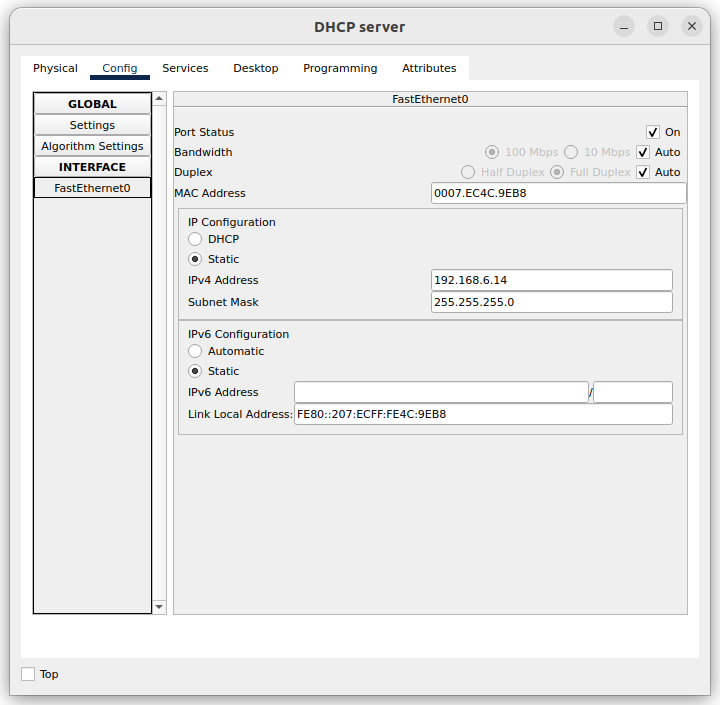 DHCP server
Physical Config Services Desktop Programming Attributes
GLOBAL
Settings
Algorithm Settings
INTERFACE
FastEthernet0
FastEthernet0
Port Status On
Bandwidth 100 Mbps 10 Mbps Auto
Duplex Half Duplex Full Duplex Auto
MAC Address 0007.EC4C.9EB8
IP Configuration
DHCP
Static
IPv4 Address 192.168.6.14
Subnet Mask 255.255.255.0
IPv6 Configuration
Automatic
Static
IPv6 Address /
Link Local Address: FE80::207:ECFF:FE4C:9EB8
Top